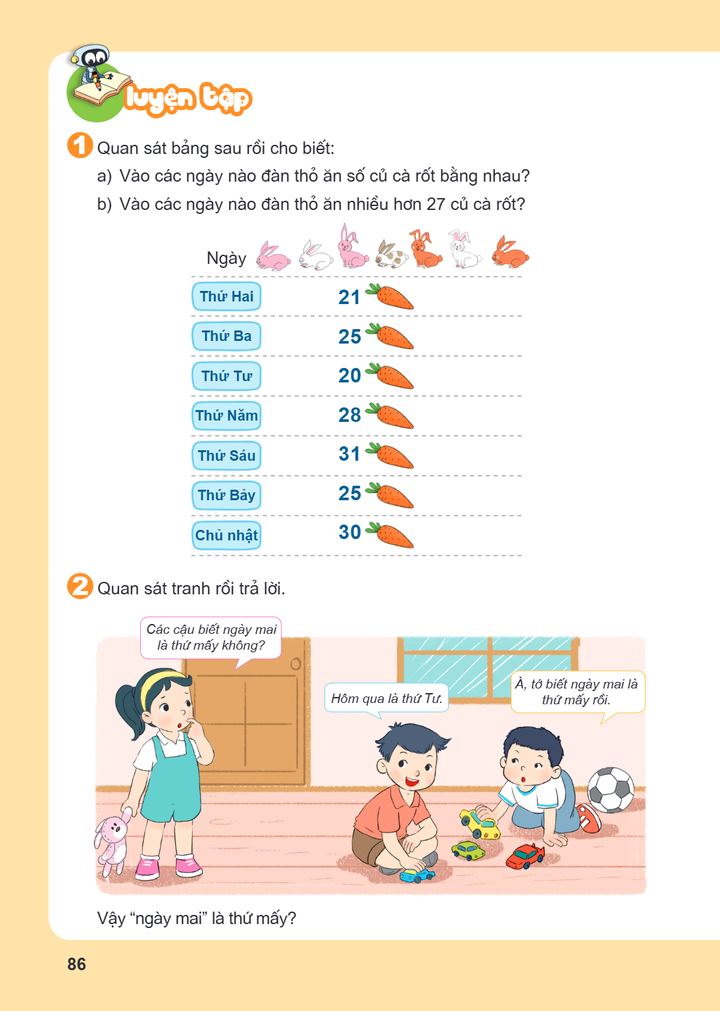 luyện tập
1 Quan sát bảng sau rồi cho biết:
a) Vào các ngày nào đàn thỏ ăn số củ cà rốt bằng nhau?
b) Vào các ngày nào đàn thỏ ăn nhiều hơn 27 củ cà rốt?
Ngày
Thứ Hai 21
Thứ Ba 25
Thứ Tư 20
Thứ Năm 28
Thứ Sáu 31
Thứ Bảy 25
Chủ nhật 30
2 Quan sát tranh rồi trả lời.
Các cậu biết ngày mai
là thứ mấy không?
Hôm qua là thứ Tư.
À, tớ biết ngày mai là
thứ mấy rồi.
Vậy “ngày mai” là thứ mấy?
86